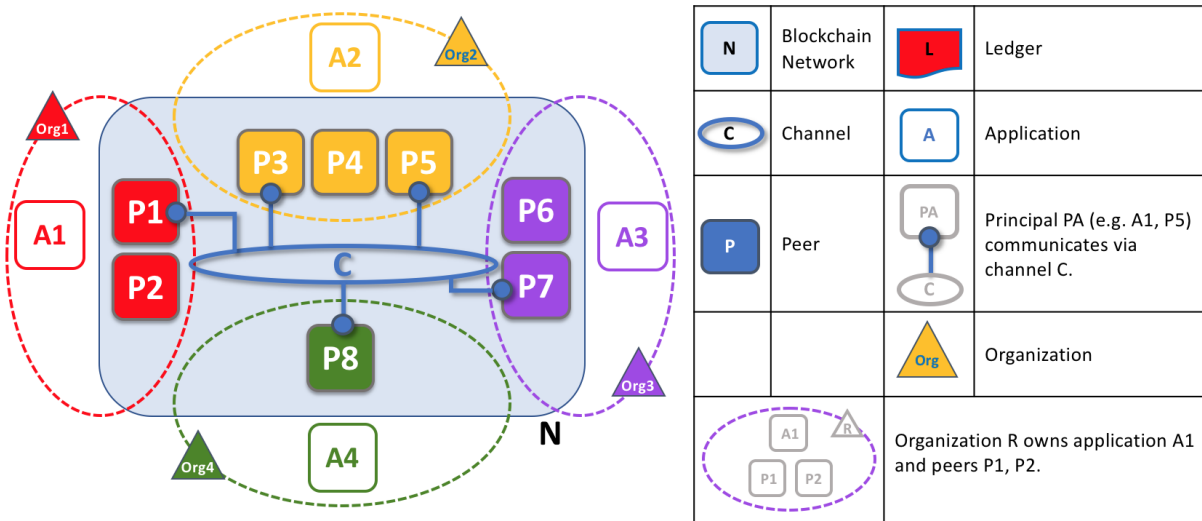 A2
Org2
Org1
P3 P4 P5
P1
P6
A1
A3
C
P2
P7
P8
Org3
N
Org4
A4
N
Blockchain
Network
L
Ledger
C
Channel
A
Application
P
Peer
PA
C
Principal PA (e.g. A1, P5)
communicates via
channel C.
Org
Organization
A1
R
P1 P2
Organization R owns application A1
and peers P1, P2.